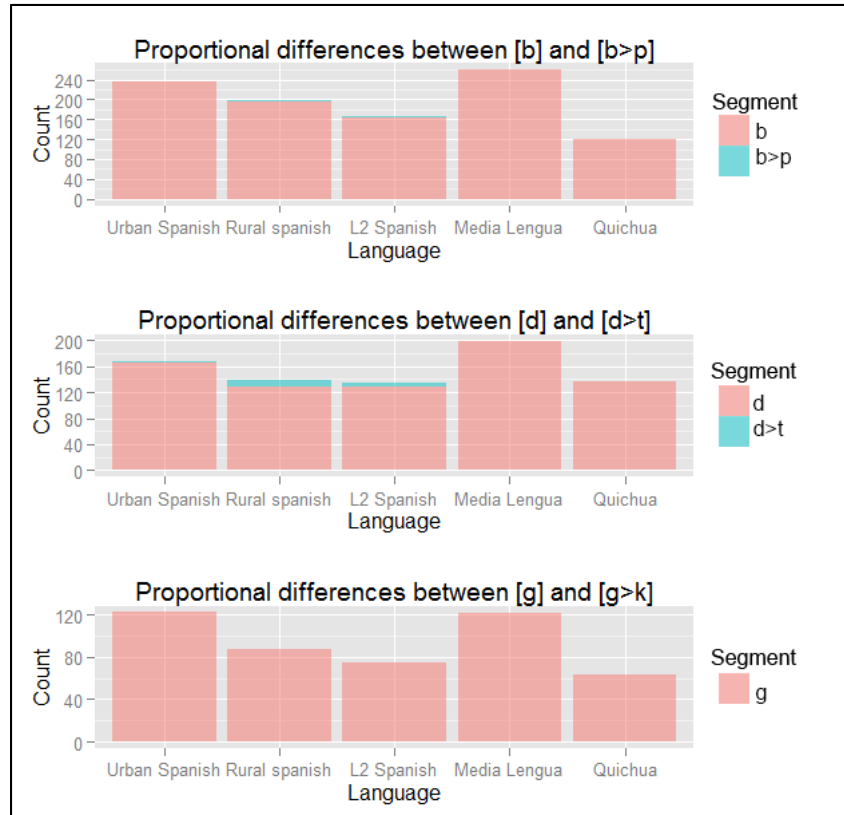 Proportional differences between [b] and [b>p]
240
200
160
120
80
40
0
Count
Urban Spanish Rural spanish L2 Spanish Media Lengua Quichua
Language
Segment
b
b>p
Proportional differences between [d] and [d>t]
200
160
120
80
40
0
Count
Urban Spanish Rural spanish L2 Spanish Media Lengua Quichua
Language
Segment
d
d>t
Proportional differences between [g] and [g>k]
120
80
40
0
Count
Urban Spanish Rural spanish L2 Spanish Media Lengua Quichua
Language
Segment
g